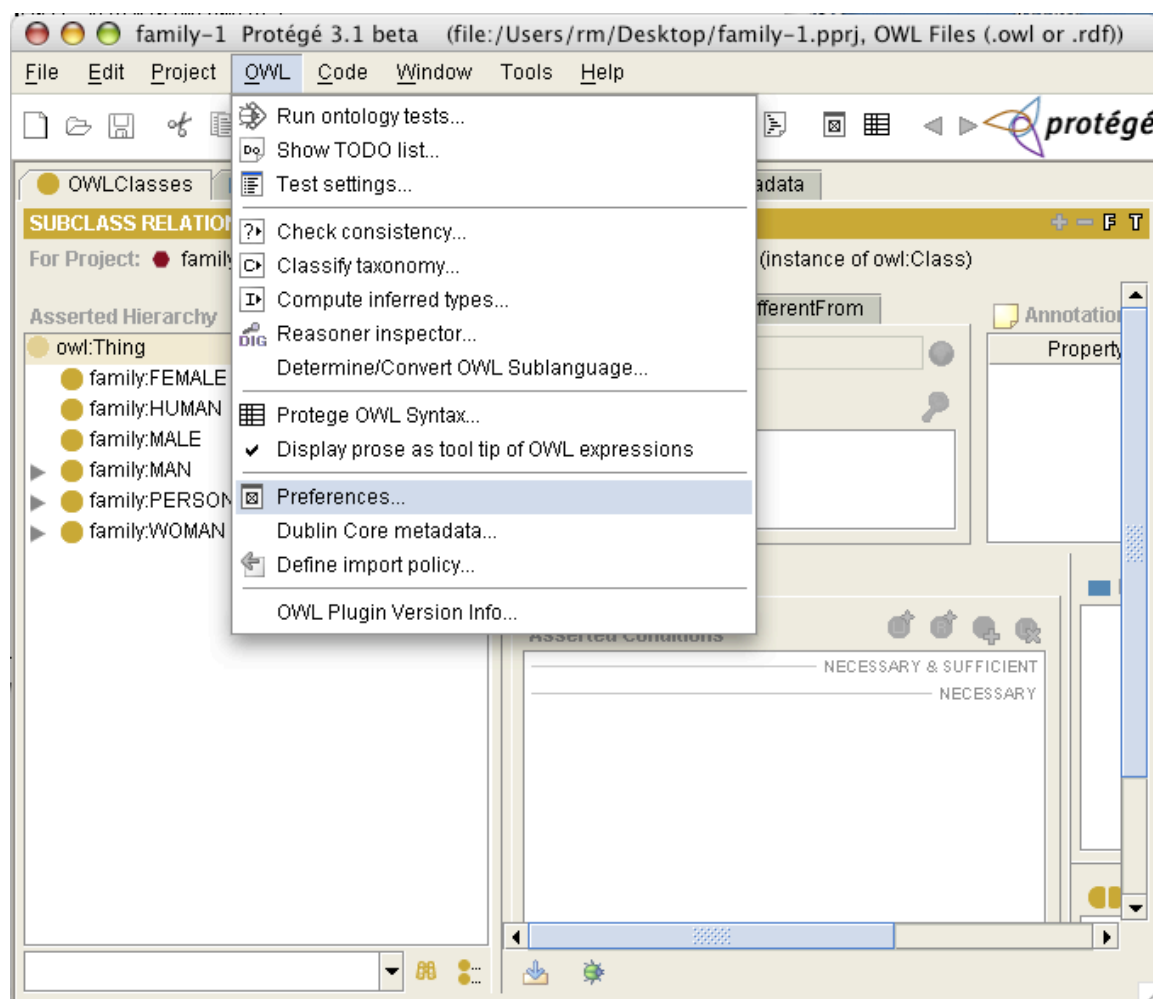 family-1 Protégé 3.1 beta (file:/Users/rm/Desktop/family-1.pprj, OWL Files (.owl or .rdf))
File Edit Project OWL Code Window Tools Help
protégé
Run ontology tests...
Show TODO list...
Test settings...
Check consistency...
Classify taxonomy...
Compute inferred types...
DIG Reasoner inspector...
Determine/Convert OWL Sublanguage...
Protege OWL Syntax...
Display prose as tool tip of OWL expressions
Preferences...
Dublin Core metadata...
Define import policy...
OWL Plugin Version Info...
OWLClasses
SUBCLASS RELATIO
F T
For Project: family
(instance of owl:Class)
Asserted Hierarchy
owl:Thing
family:FEMALE
family:HUMAN
family:MALE
family:MAN
family:PERSON
family:WOMAN
adata
fferentFrom
Annotation
Property
Asserted Conditions
NECESSARY & SUFFICIENT
NECESSARY